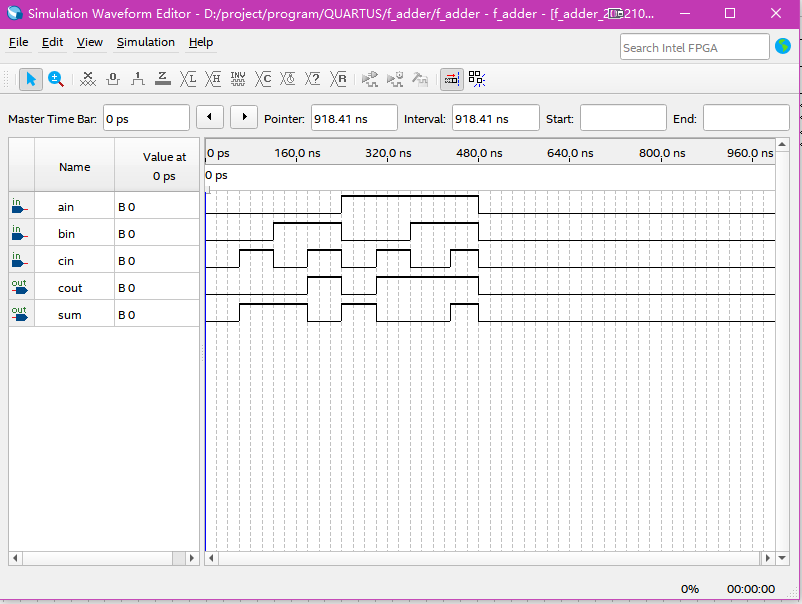 Simulation Waveform Editor - D:/project/program/QUARTUS/f_adder/f_adder - f_adder - [f_adder_20210...
File Edit View Simulation Help
Search Intel FPGA
Master Time Bar: 0 ps Pointer: 918.41 ns Interval: 918.41 ns Start: End:
Name Value at 0 ps
0 ps 160.0 ns 320.0 ns 480.0 ns 640.0 ns 800.0 ns 960.0 ns
0 ps
in ain B 0
in bin B 0
in cin B 0
out cout B 0
out sum B 0
0% 00:00:00